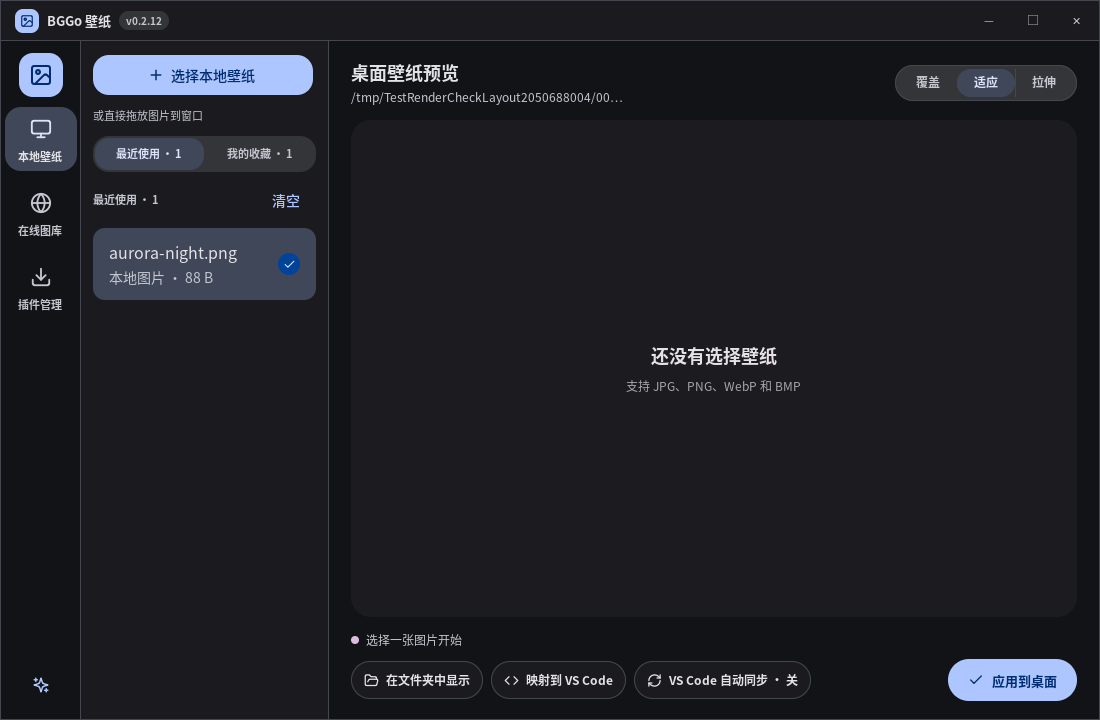 BGGo 壁纸 v0.2.12
本地壁纸
在线图库
插件管理
选择本地壁纸
或直接拖放图片到窗口
最近使用 · 1 我的收藏 · 1
最近使用 · 1 清空
aurora-night.png
本地图片 · 88 B
桌面壁纸预览
/tmp/TestRenderCheckLayout2050688004/00…
覆盖 适应 拉伸
还没有选择壁纸
支持 JPG、PNG、WebP 和 BMP
选择一张图片开始
在文件夹中显示 映射到 VS Code VS Code 自动同步 · 关 应用到桌面